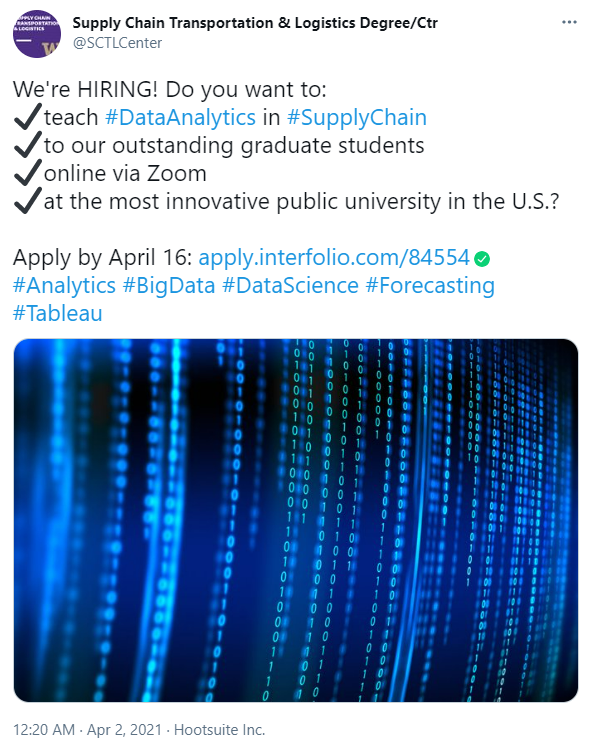 SUPPLY CHAIN
TRANSPORTATION
& LOGISTICS
W
Supply Chain Transportation & Logistics Degree/Ctr
@SCTLCenter
We're HIRING! Do you want to:
✔teach #DataAnalytics in #SupplyChain
✔to our outstanding graduate students
✔online via Zoom
✔at the most innovative public university in the U.S.?
Apply by April 16: apply.interfolio.com/84554
#Analytics #BigData #DataScience #Forecasting
#Tableau
12:20 AM · Apr 2, 2021 · Hootsuite Inc.